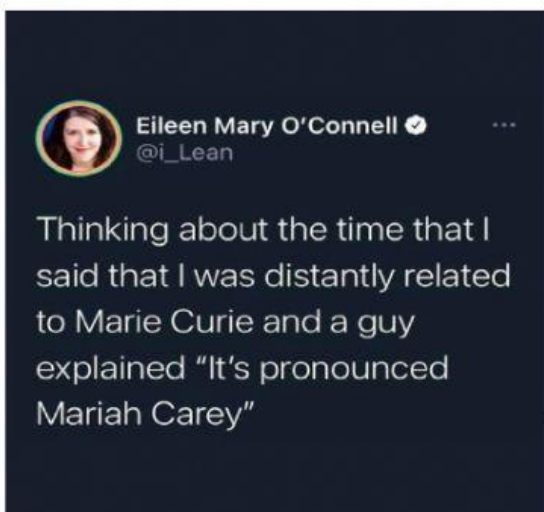 Eileen Mary O'Connell
@i_Lean
Thinking about the time that I
said that I was distantly related
to Marie Curie and a guy
explained "It's pronounced
Mariah Carey"